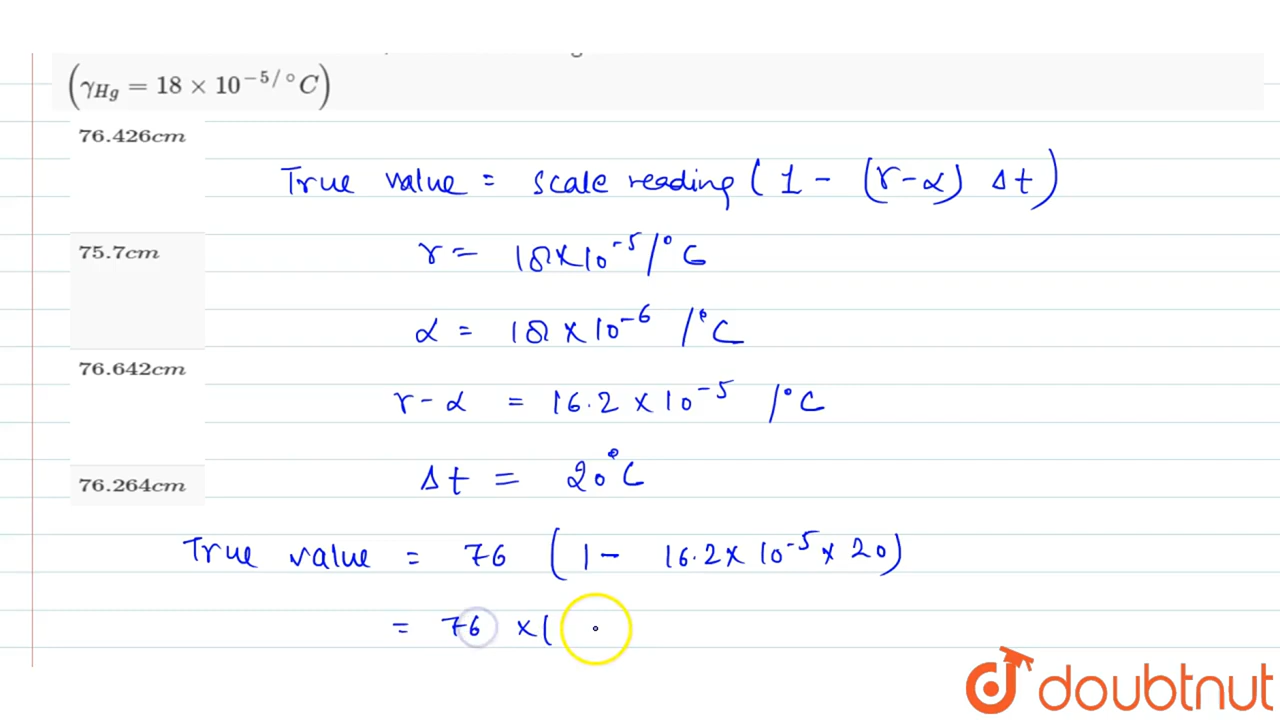 (γHg = 18 × 10^−5/°C)
76.426cm
True value = scale reading (1 - (γ-α) Δt)
γ = 18×10^-5/°C
75.7cm
α = 18 × 10^-6 /°C
76.642cm
γ-α = 16.2 × 10^-5 /°C
Δt = 20°C
76.264cm
True value = 76 (1 - 16.2× 10^-5 × 20)
= 76 ×(
doubtnut